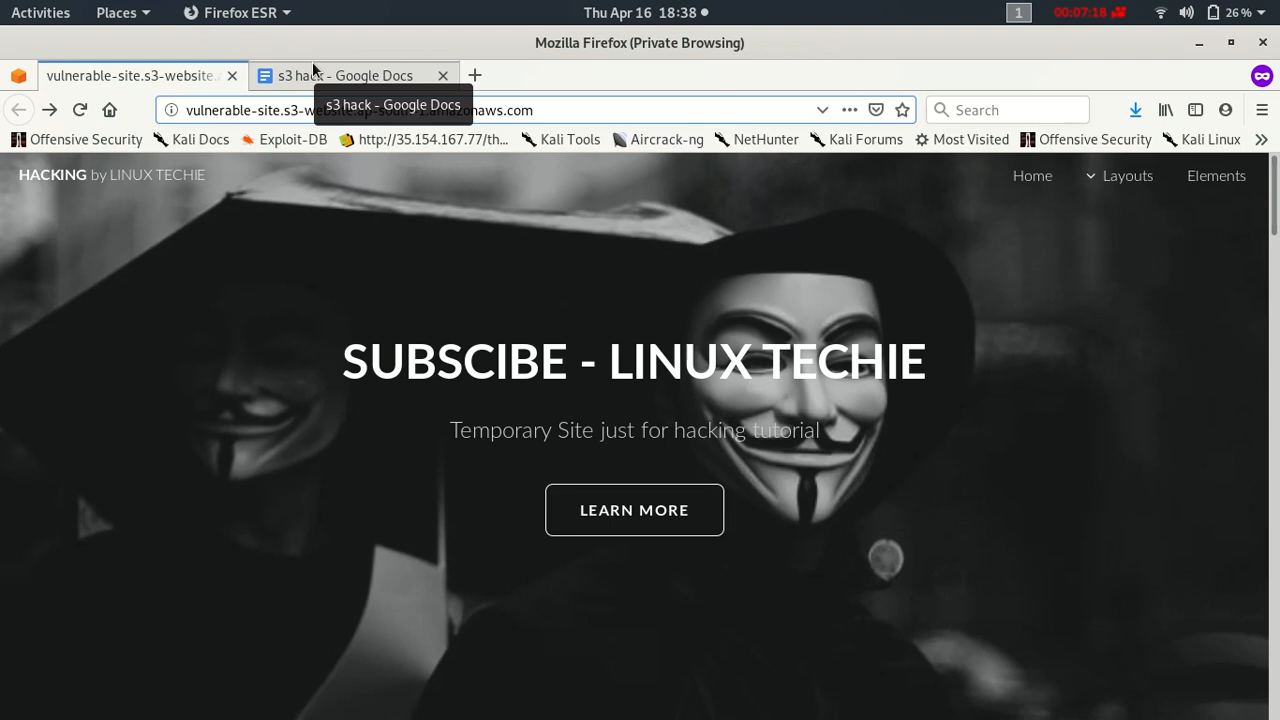 Activities Places Firefox ESR Thu Apr 16 18:38 1 00:07:18 26 %
Mozilla Firefox (Private Browsing)
vulnerable-site.s3-website. s3 hack - Google Docs
s3 hack - Google Docs
vulnerable-site.s3-website.ap-south-1.amazonaws.com Search
Offensive Security Kali Docs Exploit-DB http://35.154.167.77/th... Kali Tools Aircrack-ng NetHunter Kali Forums Most Visited Offensive Security Kali Linux
HACKING by LINUX TECHIE Home Layouts Elements
SUBSCIBE - LINUX TECHIE
Temporary Site just for hacking tutorial
LEARN MORE